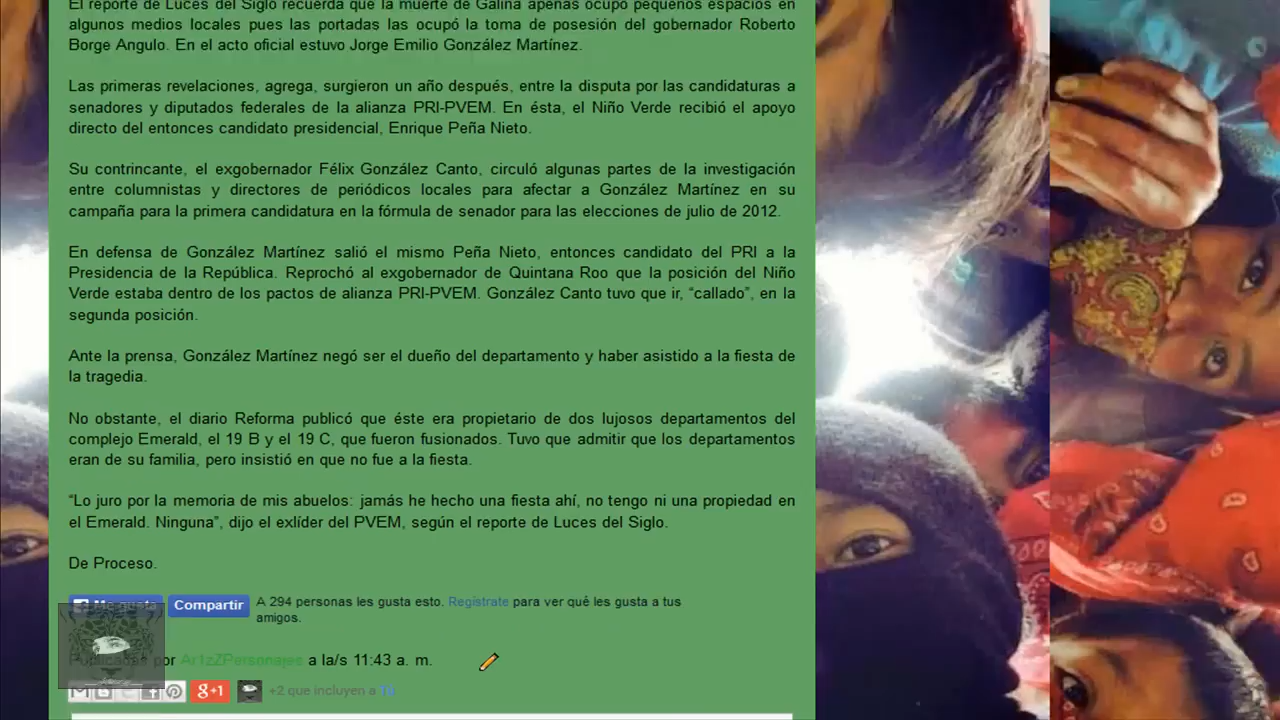 El reporte de Luces del Siglo recuerda que la muerte de Galina apenas ocupó pequeños espacios en
algunos medios locales pues las portadas las ocupó la toma de posesión del gobernador Roberto
Borge Angulo. En el acto oficial estuvo Jorge Emilio González Martínez.
Las primeras revelaciones, agrega, surgieron un año después, entre la disputa por las candidaturas a
senadores y diputados federales de la alianza PRI-PVEM. En ésta, el Niño Verde recibió el apoyo
directo del entonces candidato presidencial, Enrique Peña Nieto.
Su contrincante, el exgobernador Félix González Canto, circuló algunas partes de la investigación
entre columnistas y directores de periódicos locales para afectar a González Martínez en su
campaña para la primera candidatura en la fórmula de senador para las elecciones de julio de 2012.
En defensa de González Martínez salió el mismo Peña Nieto, entonces candidato del PRI a la
Presidencia de la República. Reprochó al exgobernador de Quintana Roo que la posición del Niño
Verde estaba dentro de los pactos de alianza PRI-PVEM. González Canto tuvo que ir, “callado”, en la
segunda posición.
Ante la prensa, González Martínez negó ser el dueño del departamento y haber asistido a la fiesta de
la tragedia.
No obstante, el diario Reforma publicó que éste era propietario de dos lujosos departamentos del
complejo Emerald, el 19 B y el 19 C, que fueron fusionados. Tuvo que admitir que los departamentos
eran de su familia, pero insistió en que no fue a la fiesta.
“Lo juro por la memoria de mis abuelos: jamás he hecho una fiesta ahí, no tengo ni una propiedad en
el Emerald. Ninguna”, dijo el exlíder del PVEM, según el reporte de Luces del Siglo.
De Proceso.
Me gusta Compartir A 294 personas les gusta esto. Regístrate para ver qué les gusta a tus
amigos.
Publicadas por Ar1zZPersonajes a la/s 11:43 a. m.
g+1 +2 que incluyen a Tu